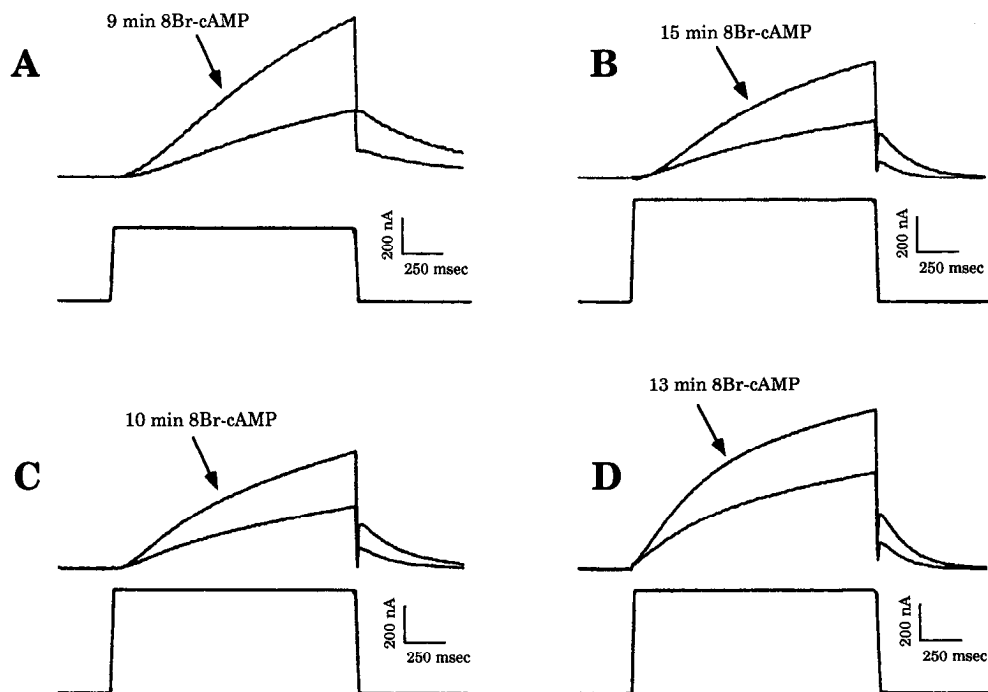 A
9 min 8Br-cAMP
200 nA
250 msec
B
15 min 8Br-cAMP
200 nA
250 msec
C
10 min 8Br-cAMP
200 nA
250 msec
D
13 min 8Br-cAMP
200 nA
250 msec